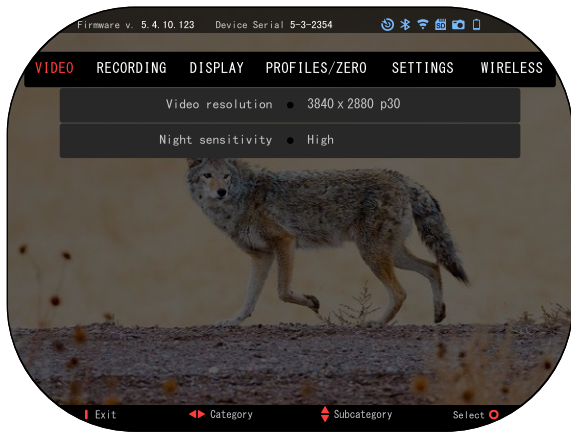 Firmware v. 5.4.10.123 Device Serial 5-3-2354 SD
VIDEO RECORDING DISPLAY PROFILES/ZERO SETTINGS WIRELESS
Video resolution ● 3840 x 2880 p30
Night sensitivity ● High
Exit Category Subcategory Select